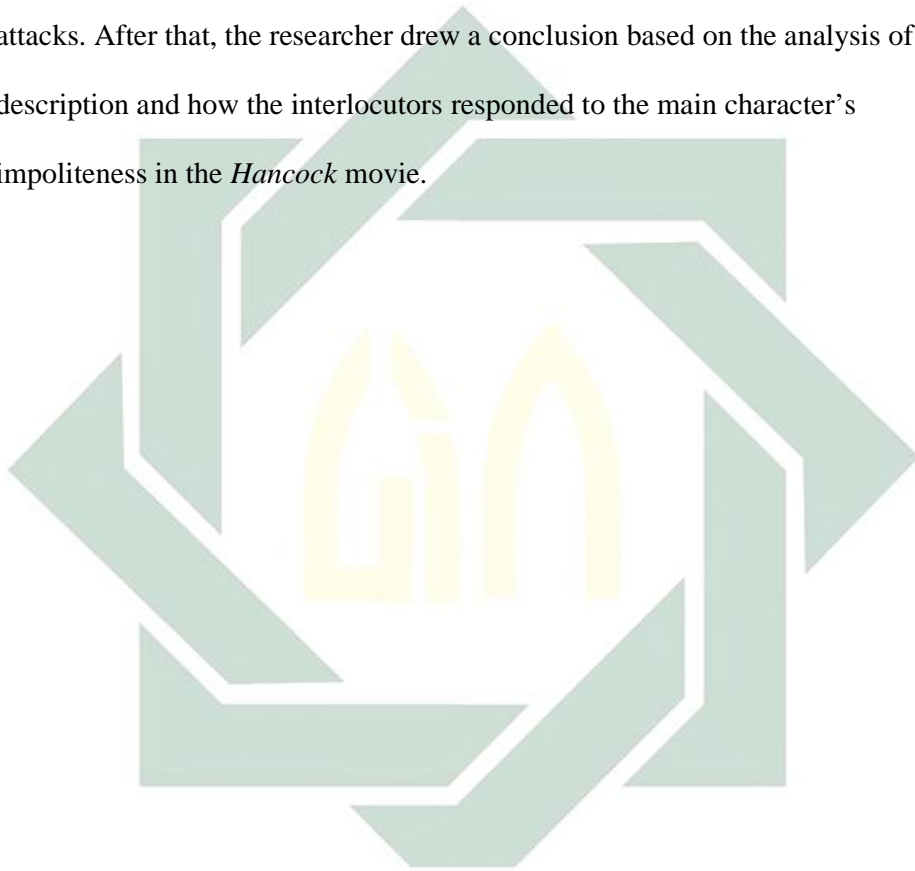 attacks. After that, the researcher drew a conclusion based on the analysis of
description and how the interlocutors responded to the main character’s
impoliteness in the Hancock movie.